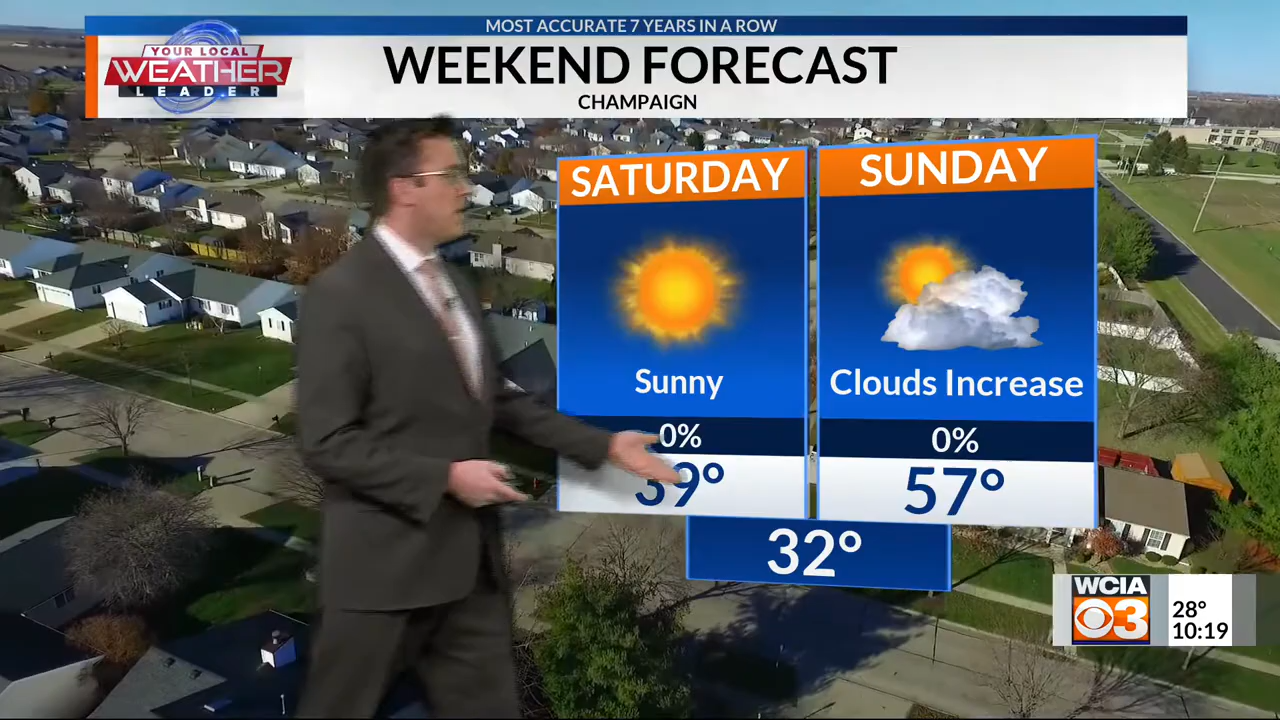 MOST ACCURATE 7 YEARS IN A ROW
YOUR LOCAL
WEATHER
LEADER
WEEKEND FORECAST
CHAMPAIGN
SATURDAY
Sunny
0%
39°
SUNDAY
Clouds Increase
0%
57°
32°
WCIA
3
28°
10:19